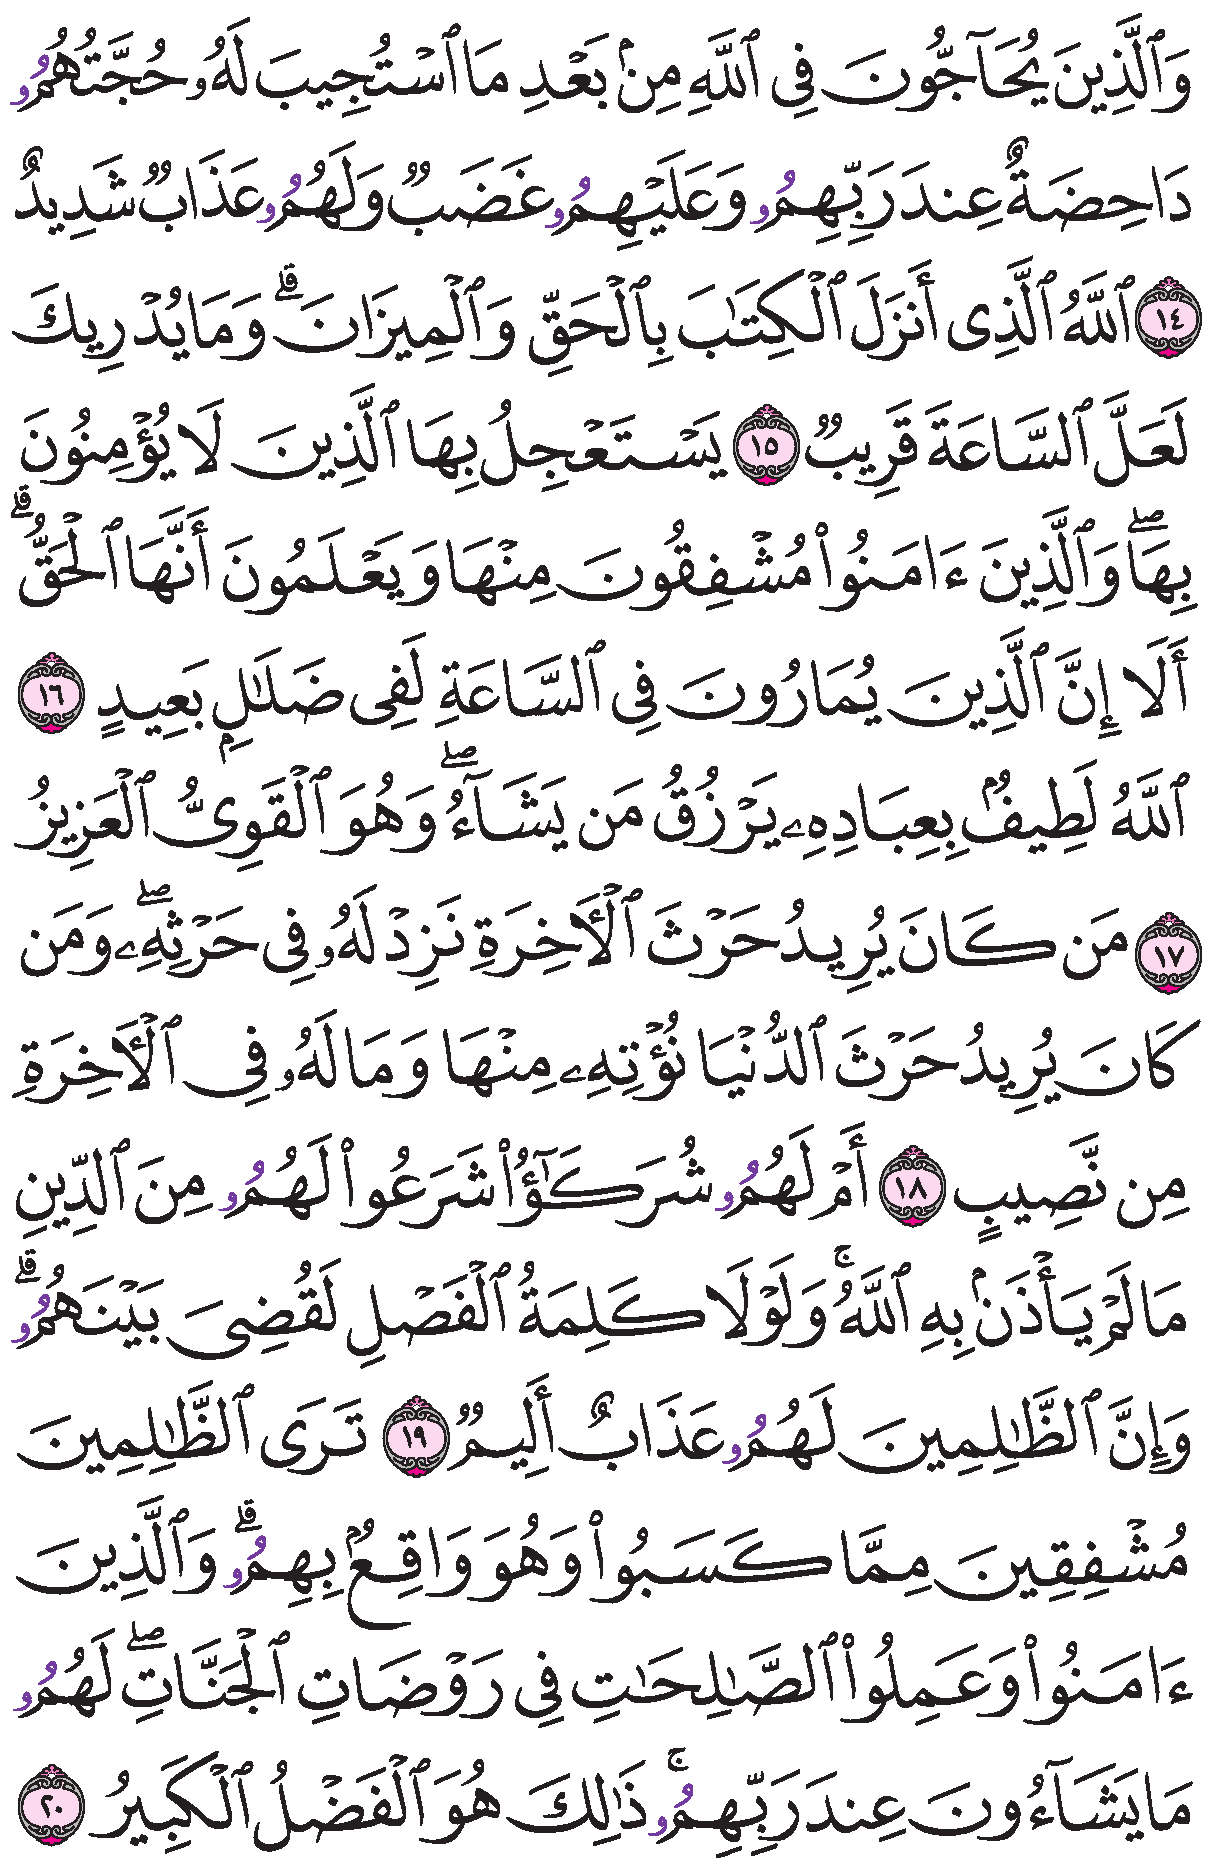 وَٱلَّذِينَ يُحَآجُّونَ فِي ٱللَّهِ مِنۢ بَعۡدِ مَا ٱسۡتُجِيبَ لَهُۥ حُجَّتُهُمُۥ
دَاحِضَةٌ عِندَ رَبِّهِمُۥ وَعَلَيۡهِمُۥ غَضَبٞ وَلَهُمُۥ عَذَابٞ شَدِيدٌ
١٤ ٱللَّهُ ٱلَّذِي أَنزَلَ ٱلۡكِتَٰبَ بِٱلۡحَقِّ وَٱلۡمِيزَانَۗ وَمَا يُدۡرِيكَ
لَعَلَّ ٱلسَّاعَةَ قَرِيبٞ ١٥ يَسۡتَعۡجِلُ بِهَا ٱلَّذِينَ لَا يُؤۡمِنُونَ
بِهَاۖ وَٱلَّذِينَ ءَامَنُواْ مُشۡفِقُونَ مِنۡهَا وَيَعۡلَمُونَ أَنَّهَا ٱلۡحَقُّۗ
أَلَا إِنَّ ٱلَّذِينَ يُمَارُونَ فِي ٱلسَّاعَةِ لَفِي ضَلَٰلِۭ بَعِيدٍ ١٦
ٱللَّهُ لَطِيفُۢ بِعِبَادِهِۦ يَرۡزُقُ مَن يَشَآءُۖ وَهُوَ ٱلۡقَوِيُّ ٱلۡعَزِيزُ
١٧ مَن كَانَ يُرِيدُ حَرۡثَ ٱلۡأٓخِرَةِ نَزِدۡ لَهُۥ فِي حَرۡثِهِۦۖ وَمَن
كَانَ يُرِيدُ حَرۡثَ ٱلدُّنۡيَا نُؤۡتِهِۦ مِنۡهَا وَمَا لَهُۥ فِي ٱلۡأٓخِرَةِ
مِن نَّصِيبٍ ١٨ أَمۡ لَهُمُۥ شُرَكَٰٓؤُاْ شَرَعُواْ لَهُمُۥ مِنَ ٱلدِّينِ
مَا لَمۡ يَأۡذَنۢ بِهِ ٱللَّهُۚ وَلَوۡلَا كَلِمَةُ ٱلۡفَصۡلِ لَقُضِيَ بَيۡنَهُمُۥۗ
وَإِنَّ ٱلظَّٰلِمِينَ لَهُمُۥ عَذَابٌ أَلِيمٞ ١٩ تَرَى ٱلظَّٰلِمِينَ
مُشۡفِقِينَ مِمَّا كَسَبُواْ وَهُوَ وَاقِعُۢ بِهِمُۥۗ وَٱلَّذِينَ
ءَامَنُواْ وَعَمِلُواْ ٱلصَّٰلِحَٰتِ فِي رَوۡضَاتِ ٱلۡجَنَّاتِۖ لَهُمُۥ
مَا يَشَآءُونَ عِندَ رَبِّهِمُۥۚ ذَٰلِكَ هُوَ ٱلۡفَضۡلُ ٱلۡكَبِيرُ ٢٠